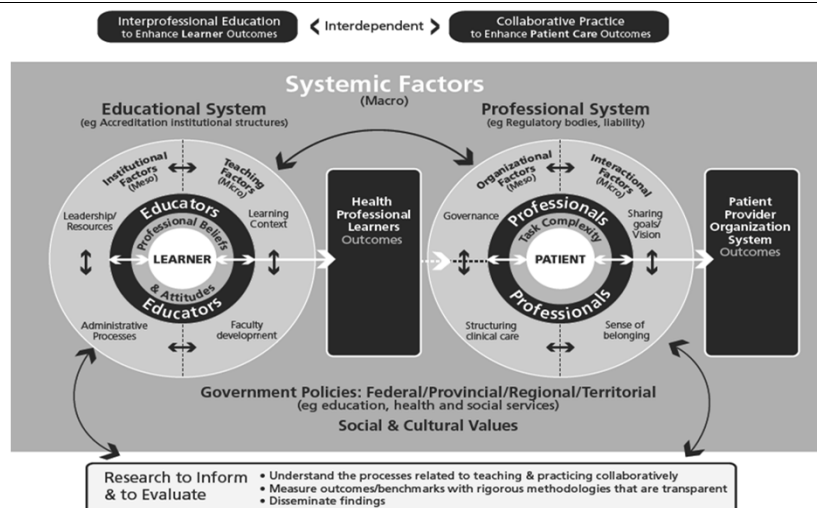 Interprofessional Education
to Enhance Learner Outcomes
Interdependent
Collaborative Practice
to Enhance Patient Care Outcomes
Systemic Factors
(Macro)
Educational System
(eg Accreditation institutional structures)
Professional System
(eg Regulatory bodies, liability)
Institutional
Factors
(Meso)
Teaching
Factors
(Micro)
Leadership/
Resources
Learning
Context
Educators
Professional Beliefs
LEARNER
& Attitudes
Educators
Administrative
Processes
Faculty
development
Health
Professional
Learners
Outcomes
Organizational
Factors
(Meso)
Interactional
Factors
(Micro)
Governance
Sharing
goals/
Vision
Professionals
Task Complexity
PATIENT
Professionals
Structuring
clinical care
Sense of
belonging
Patient
Provider
Organization
System
Outcomes
Government Policies: Federal/Provincial/Regional/Territorial
(eg education, health and social services)
Social & Cultural Values
Research to Inform
& to Evaluate
• Understand the processes related to teaching & practicing collaboratively
• Measure outcomes/benchmarks with rigorous methodologies that are transparent
• Disseminate findings